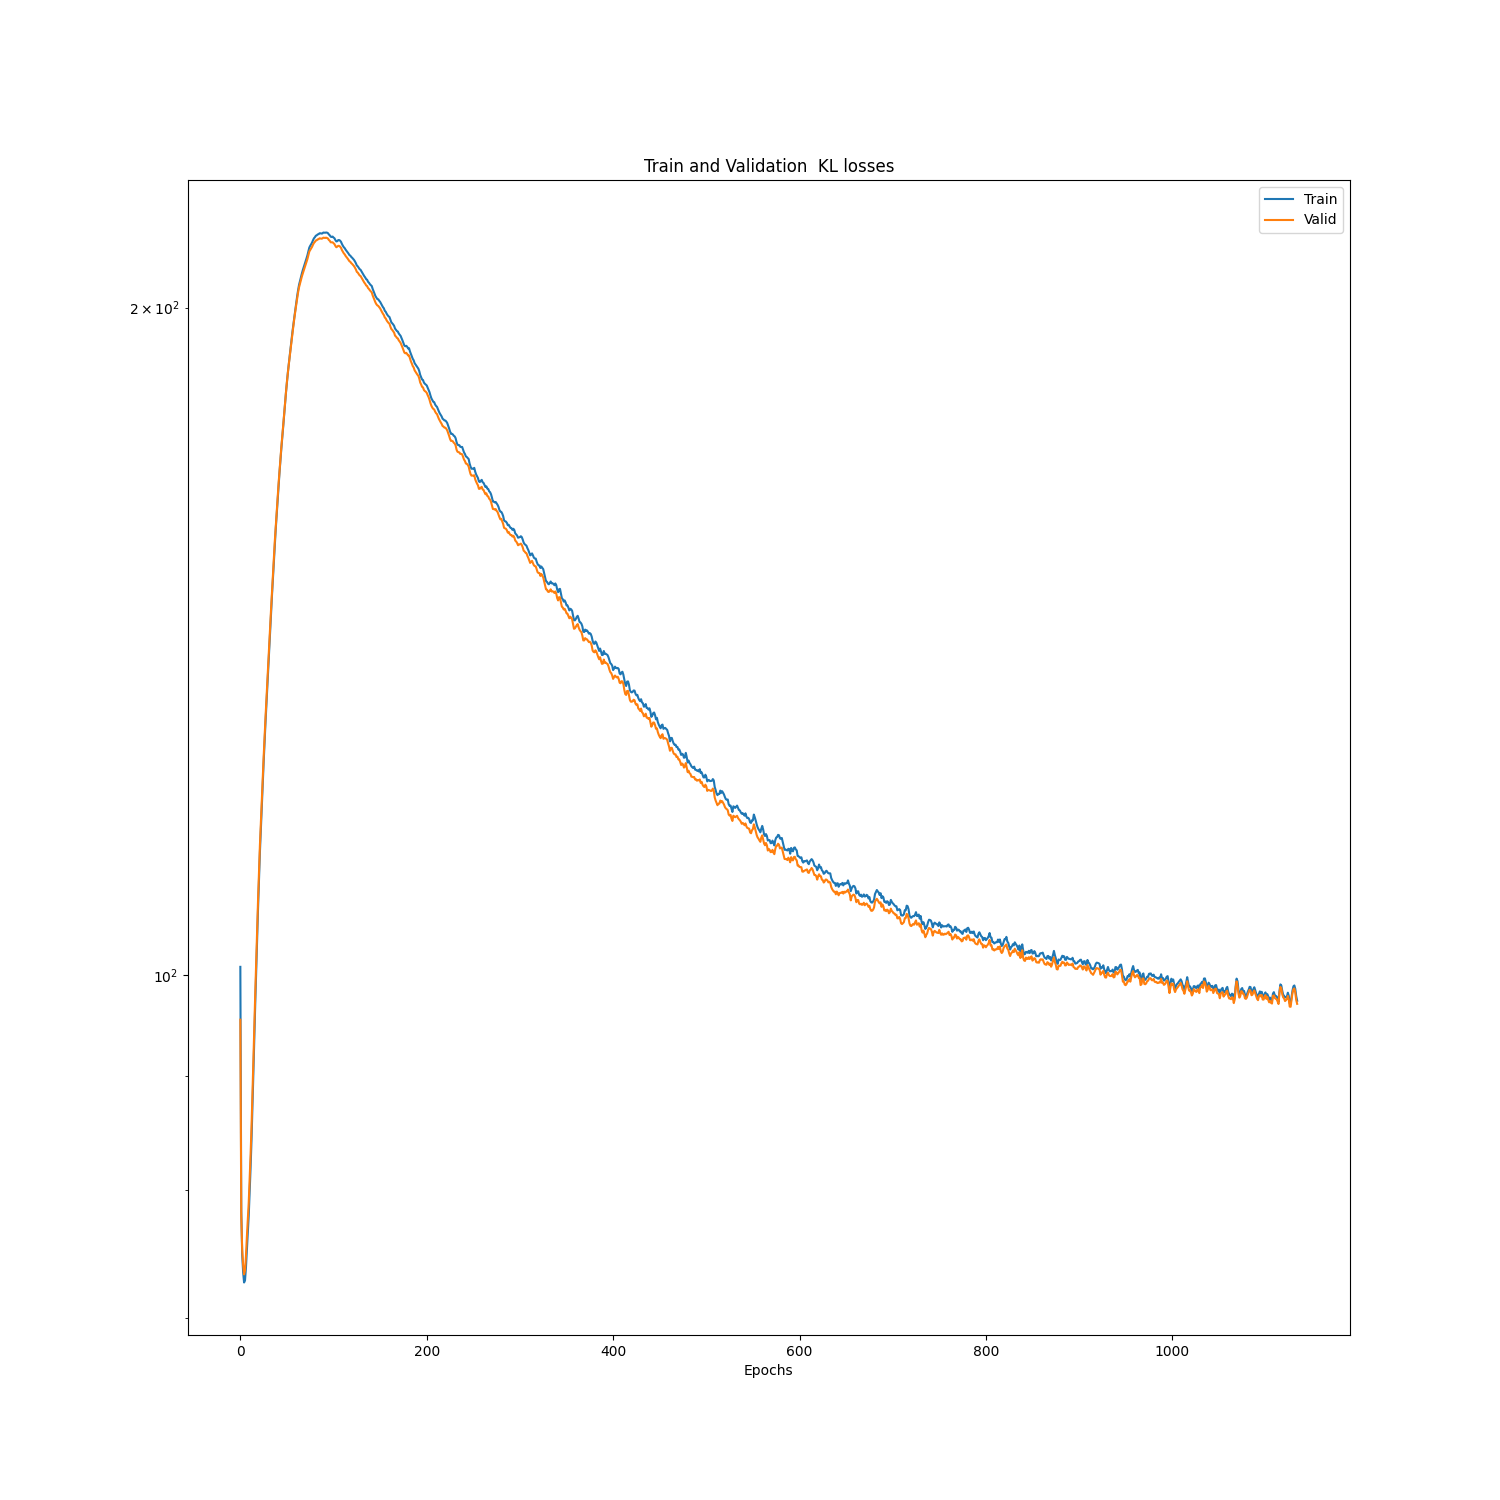 Train and Validation  KL losses
Train
Valid
2 × 10²
10²
0 200 400 600 800 1000
Epochs